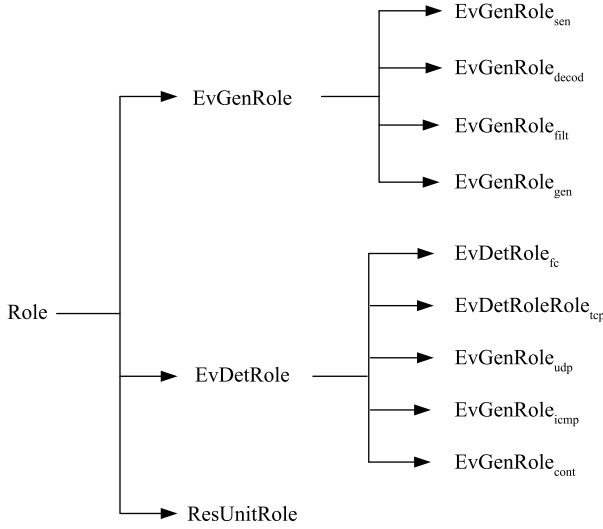 Role
EvGenRole
EvGenRole_sen
EvGenRole_decod
EvGenRole_filt
EvGenRole_gen
EvDetRole
EvDetRole_fc
EvDetRoleRole_tcp
EvGenRole_udp
EvGenRole_icmp
EvGenRole_cont
ResUnitRole